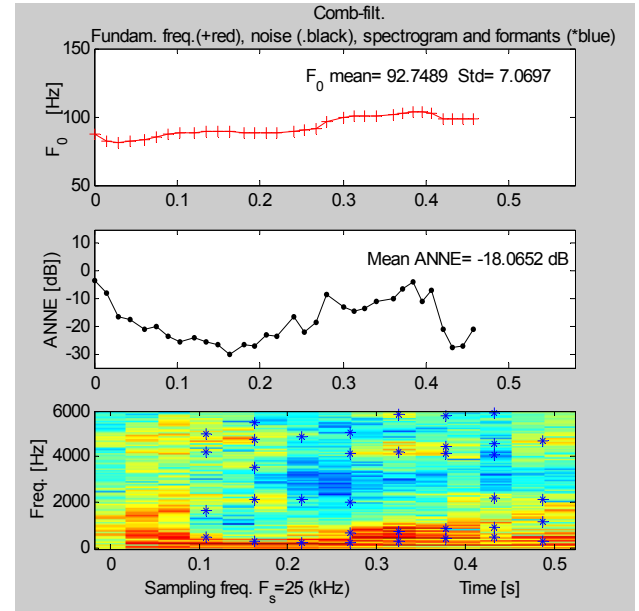 Comb-filt.
Fundam. freq.(+red), noise (.black), spectrogram and formants (*blue)
150
100
50
F0 [Hz]
F0 mean= 92.7489 Std= 7.0697
0 0.1 0.2 0.3 0.4 0.5
10
0
-10
-20
-30
ANNE [dB])
Mean ANNE= -18.0652 dB
0 0.1 0.2 0.3 0.4 0.5
6000
4000
2000
0
Freq. [Hz]
0 0.1 0.2 0.3 0.4 0.5
Sampling freq. Fs=25 (kHz) Time [s]